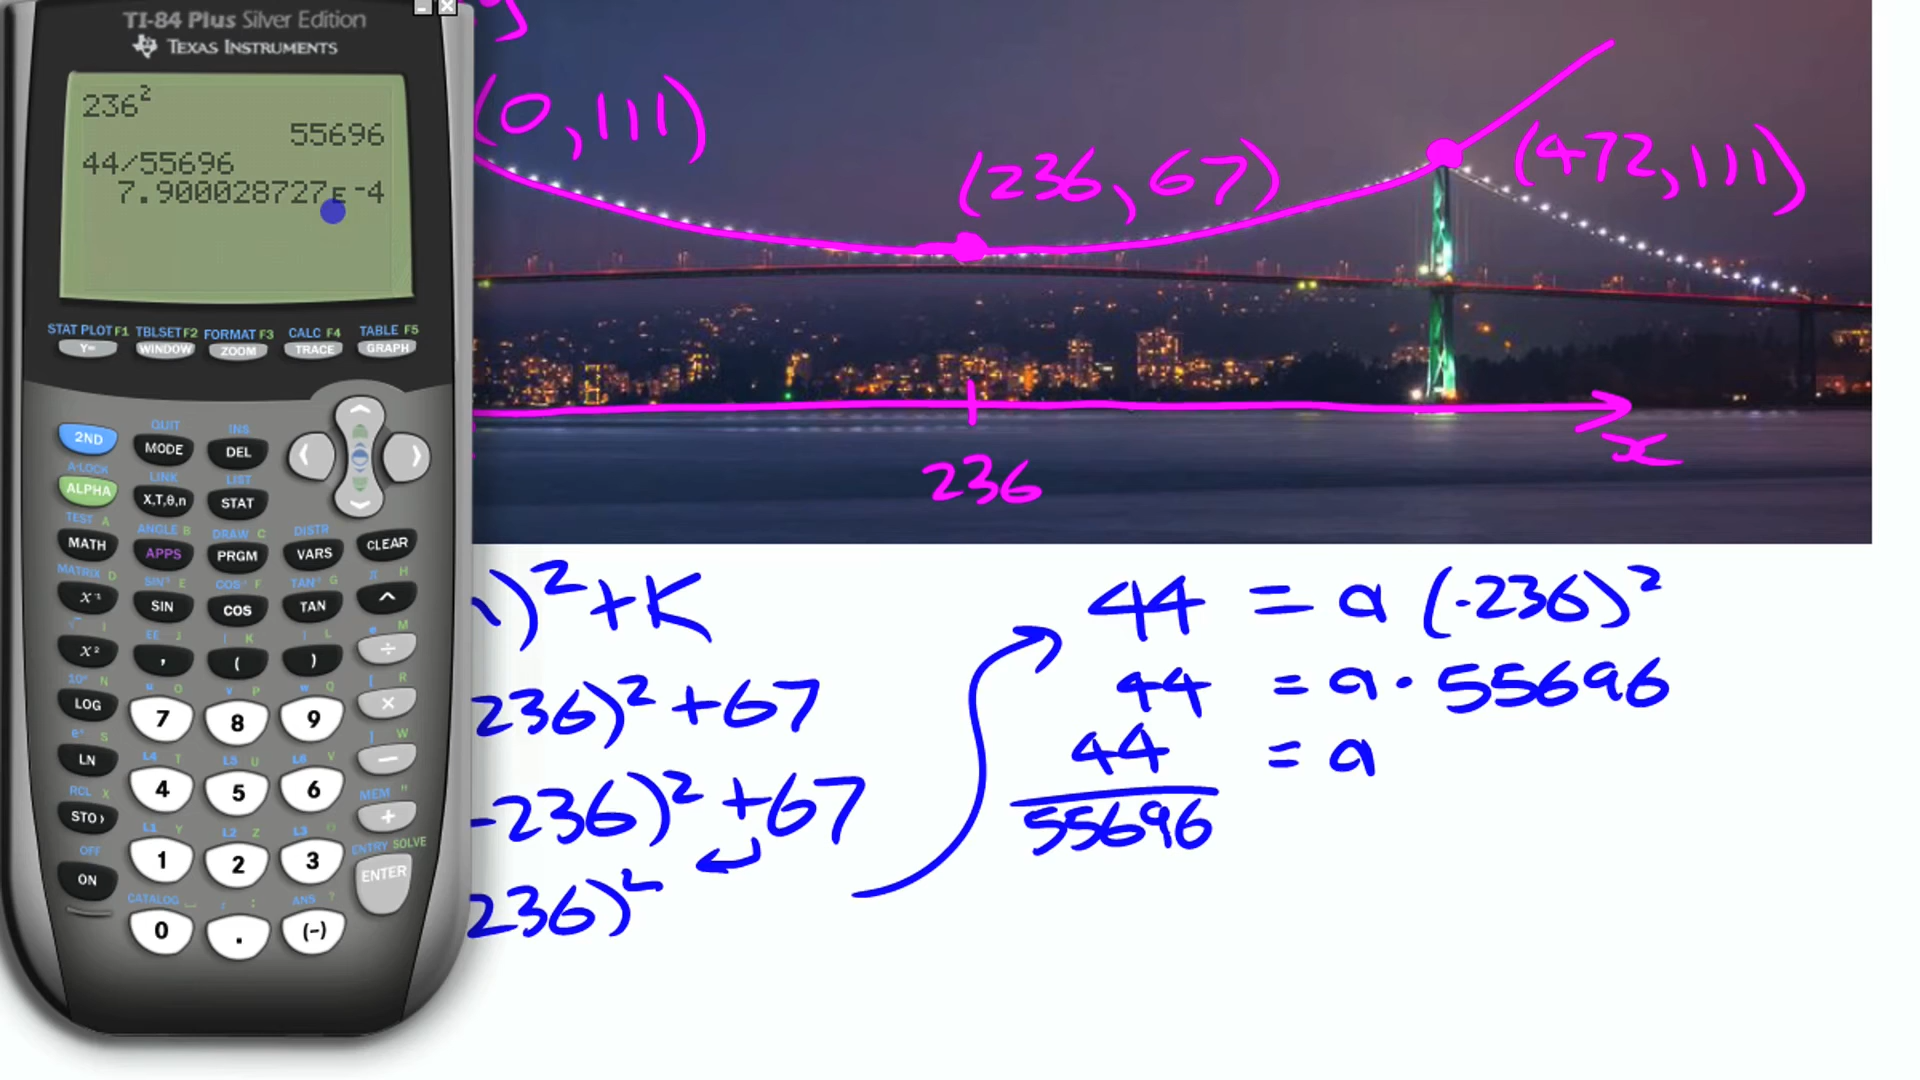 TI-84 Plus Silver Edition
TEXAS INSTRUMENTS
236²
55696
44/55696
7.900028727E-4
STAT PLOT F1 TBLSET F2 FORMAT F3 CALC F4 TABLE F5
Y= WINDOW ZOOM TRACE GRAPH
QUIT INS
2ND MODE DEL
A-LOCK LINK LIST
ALPHA X,T,θ,n STAT
TEST A ANGLE B DRAW C DISTR
MATH APPS PRGM VARS CLEAR
MATRIX D SIN⁻¹ E COS⁻¹ F TAN⁻¹ G π H
x⁻¹ SIN COS TAN ^
√ I EE J { K } L e M
x² , ( ) ÷
10ˣ N u O v P w Q [ R
LOG 7 8 9 ×
eˣ S L4 T L5 U L6 V ] W
LN 4 5 6 −
RCL X L1 Y L2 Z L3 θ MEM "
STO› 1 2 3 +
OFF CATALOG ⎵ i : ANS ? ENTRY SOLVE
ON 0 . (-) ENTER
(0,111)
(236,67)
(472,111)
236
x
)²+K
236)²+67
-236)²+67
236)²
44 = a(-236)²
44 = a·55696
44/55696 = a